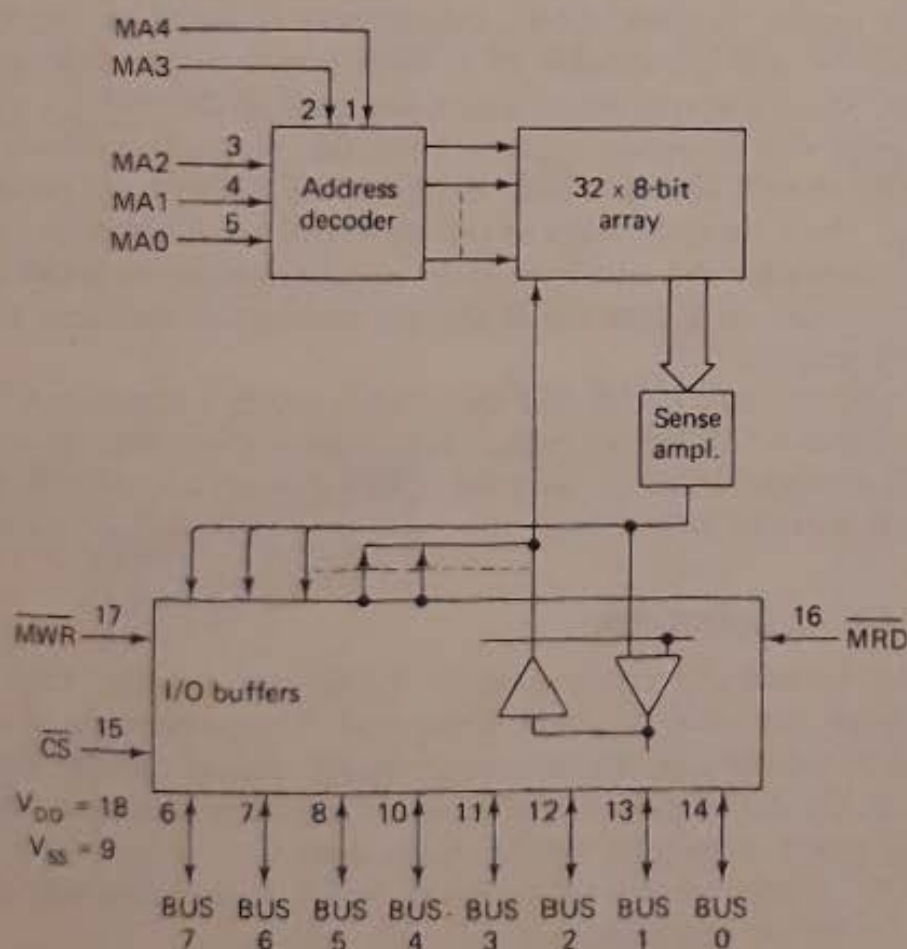 MA4
MA3
2 1
MA2 3
MA1 4
MA0 5
Address
decoder
32 x 8-bit
array
Sense
ampl.
MWR 17
16 MRD
I/O buffers
CS 15
VDD = 18
VSS = 9
6 7 8 10 11 12 13 14
BUS BUS BUS BUS BUS BUS BUS BUS
7 6 5 4 3 2 1 0